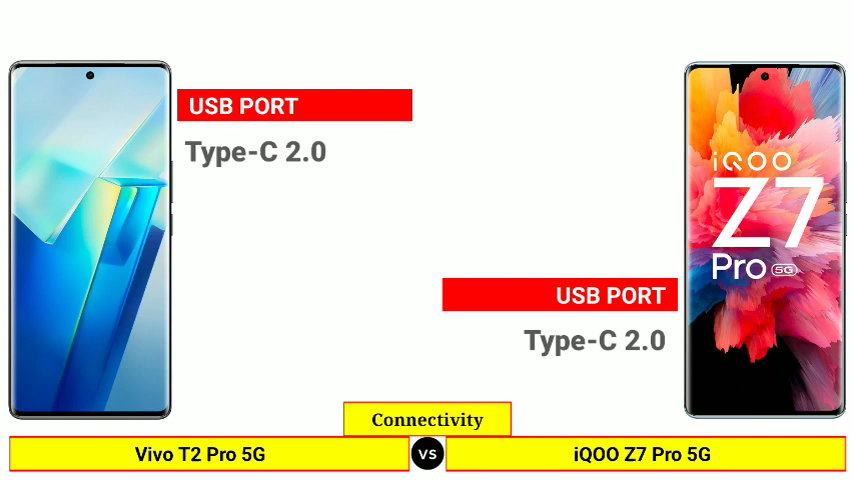 USB PORT
Type-C 2.0
iQOO
Z7
Pro 5G
USB PORT
Type-C 2.0
Connectivity
Vivo T2 Pro 5G
VS
iQOO Z7 Pro 5G